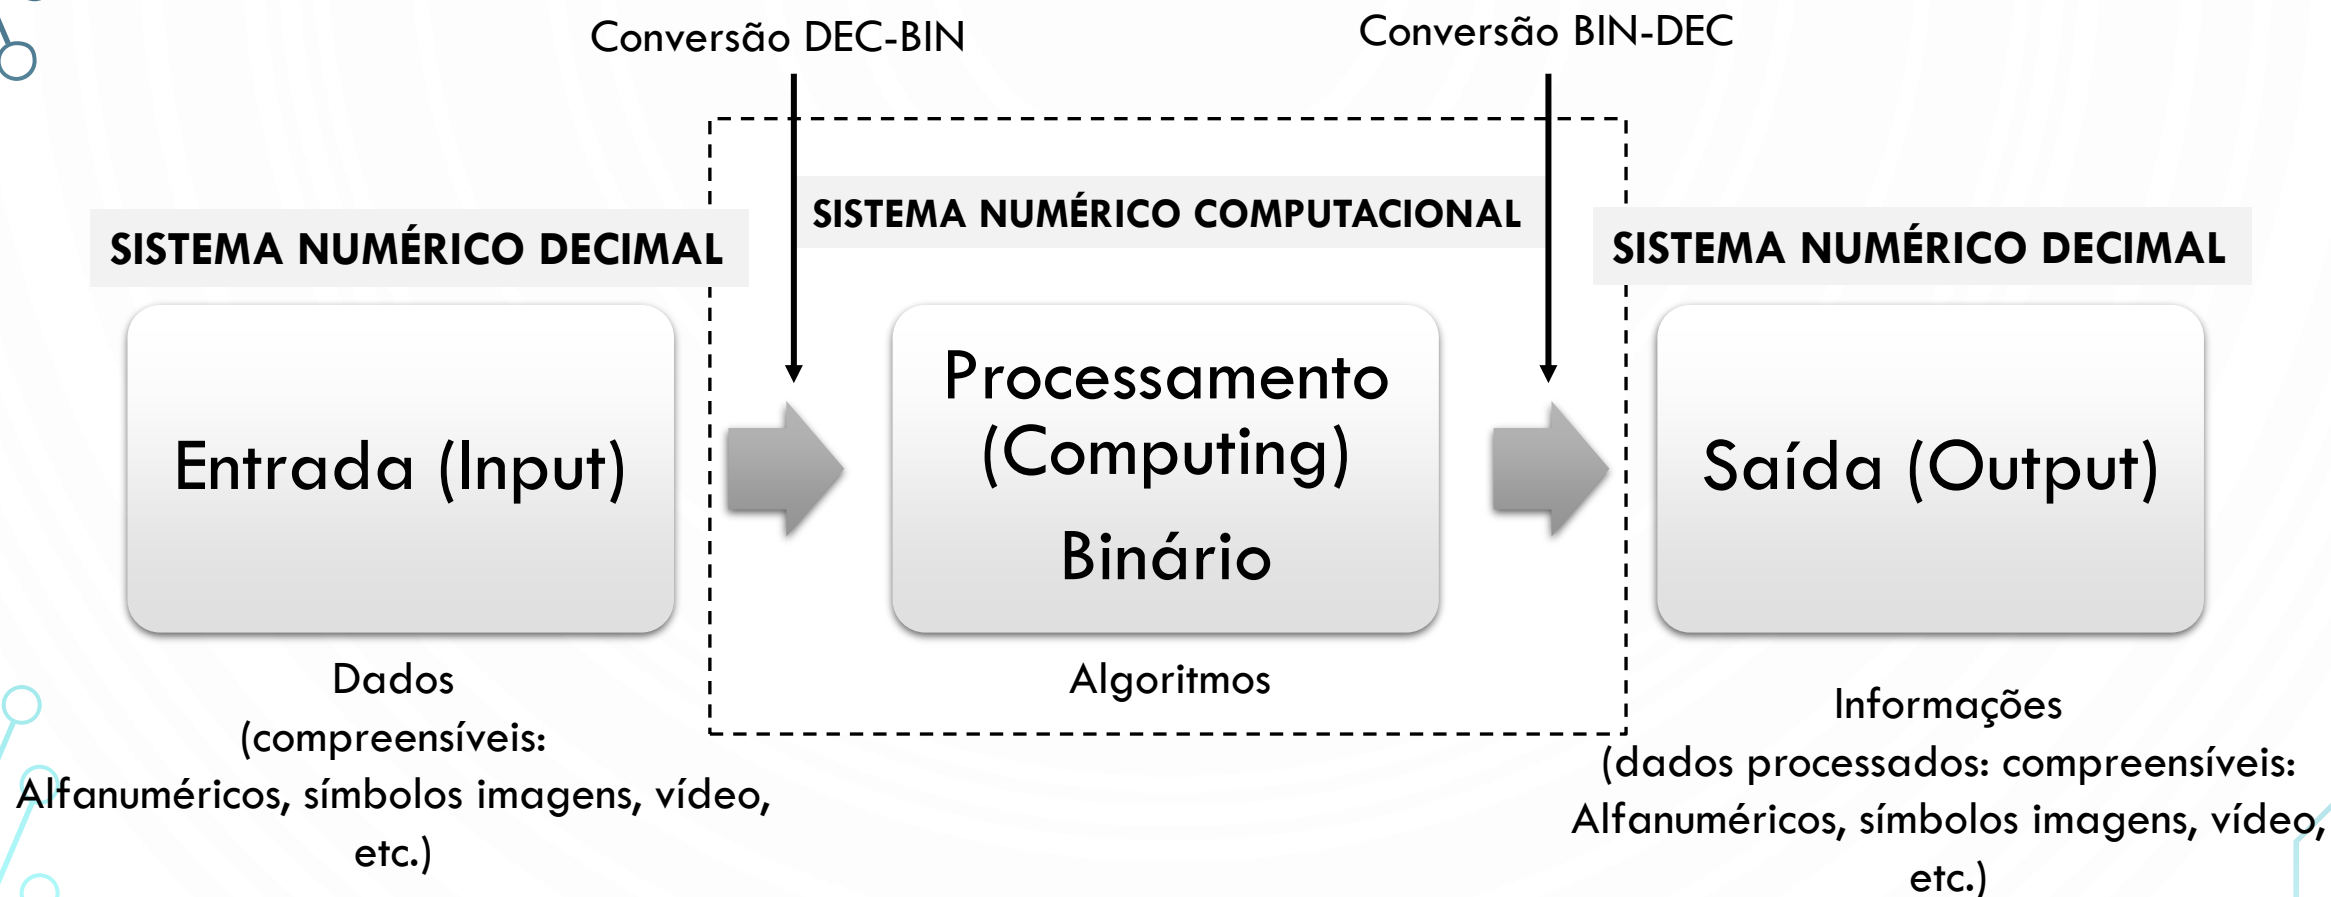 Conversão DEC-BIN
Conversão BIN-DEC
SISTEMA NUMÉRICO DECIMAL
SISTEMA NUMÉRICO COMPUTACIONAL
SISTEMA NUMÉRICO DECIMAL
Entrada (Input)
Processamento
(Computing)
Binário
Saída (Output)
Dados
(compreensíveis:
Alfanuméricos, símbolos imagens, vídeo,
etc.)
Algoritmos
Informações
(dados processados: compreensíveis:
Alfanuméricos, símbolos imagens, vídeo,
etc.)